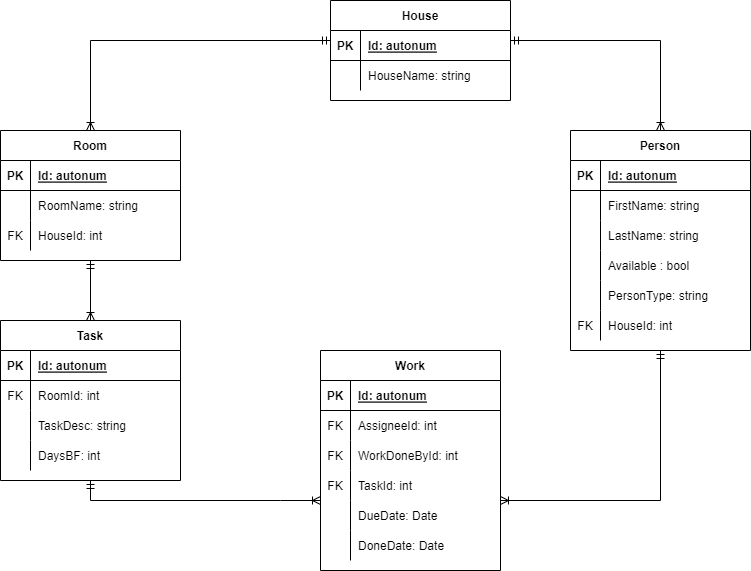 House
PK Id: autonum
HouseName: string
Room
PK Id: autonum
RoomName: string
FK HouseId: int
Person
PK Id: autonum
FirstName: string
LastName: string
Available : bool
PersonType: string
FK HouseId: int
Task
PK Id: autonum
FK RoomId: int
TaskDesc: string
DaysBF: int
Work
PK Id: autonum
FK AssigneeId: int
FK WorkDoneById: int
FK TaskId: int
DueDate: Date
DoneDate: Date